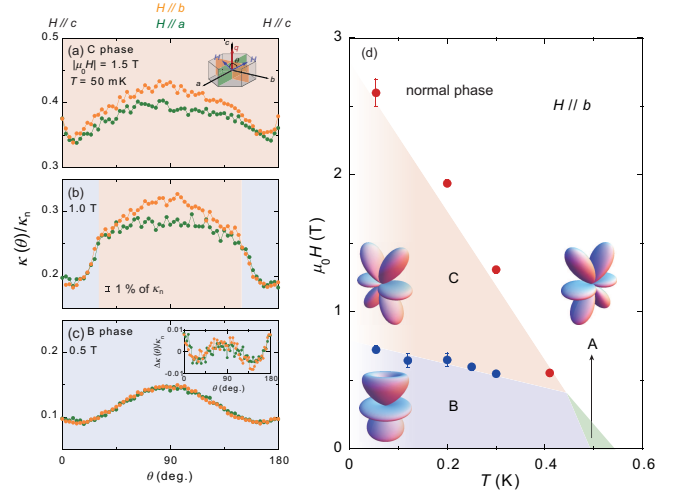 H // b
H // c H // a H // c
(a) C phase
|μ0H| = 1.5 T
T = 50 mK
c
q
H θ H
a
b
0.5
0.4
0.3
(b)
1.0 T
1 % of κn
0.3
0.2
κ (θ)/κn
(c) B phase
0.5 T
0.01
0
-0.01
Δκ (θ)/κn
0 90 180
θ (deg.)
0.2
0.1
0 90 180
θ (deg.)
(d)
normal phase
H // b
C
A
B
3
2
1
0
μ0H (T)
0 0.2 0.4 0.6
T (K)